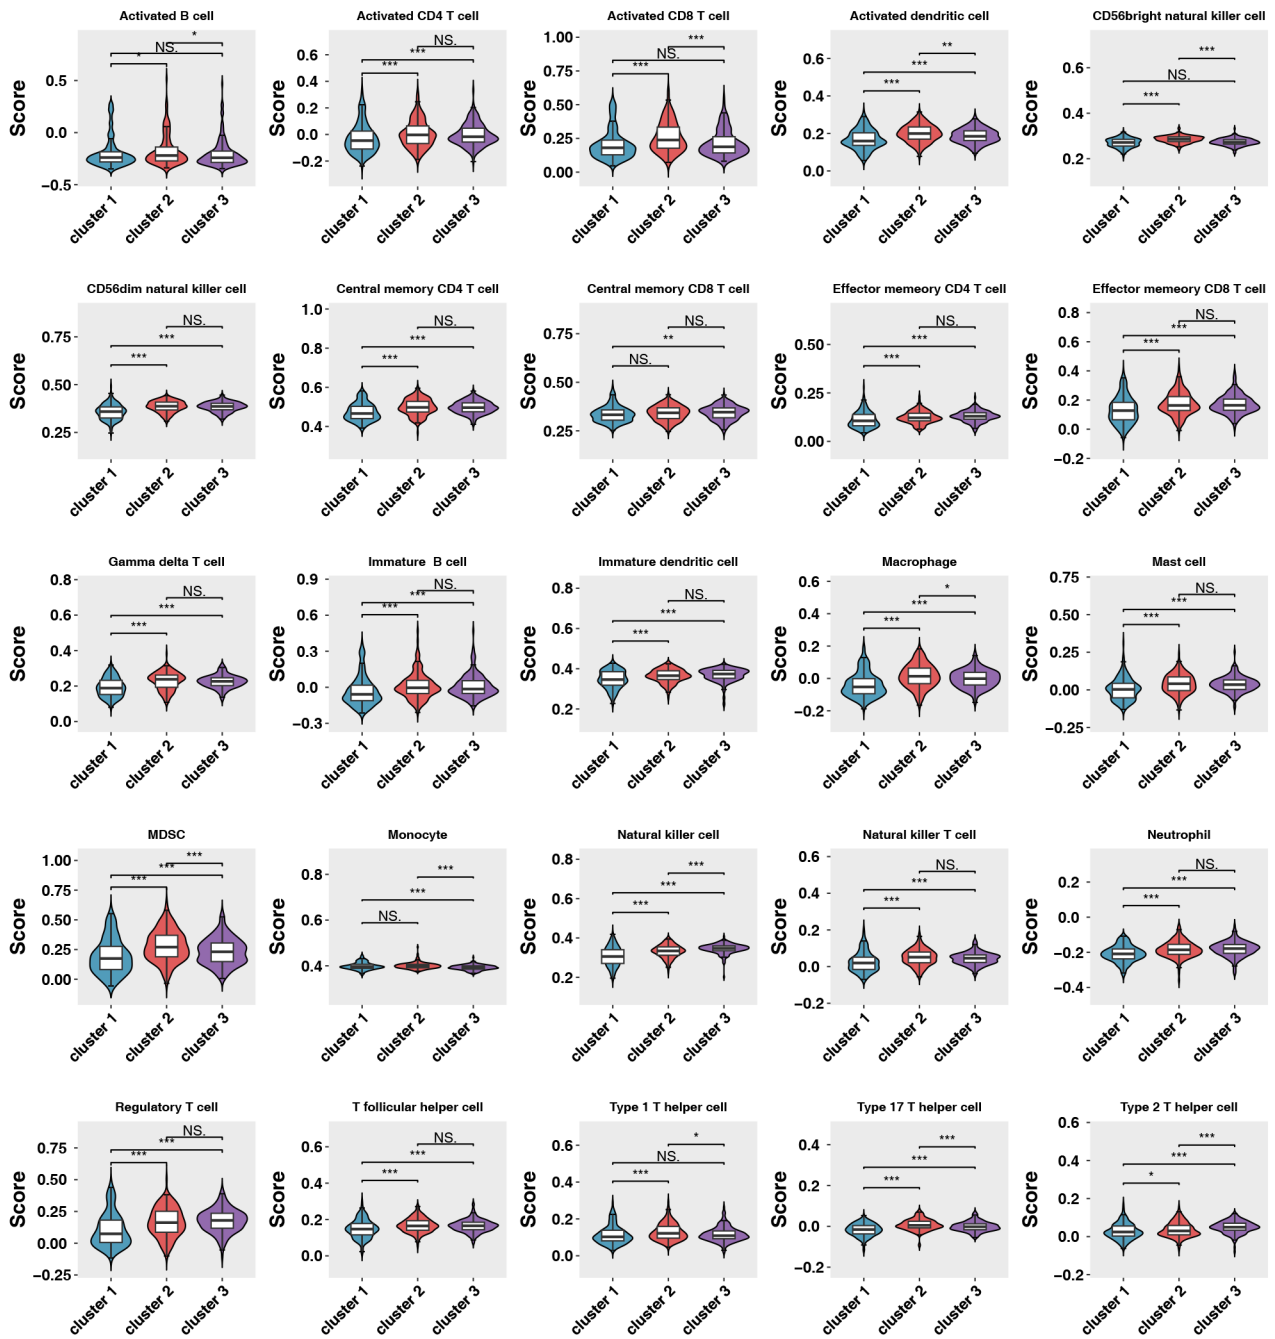 Activated B cell
Score
0.5
0.0
−0.5
*
NS.
*
cluster 1
cluster 2
cluster 3
Activated CD4 T cell
Score
0.6
0.4
0.2
0.0
−0.2
NS.
***
***
cluster 1
cluster 2
cluster 3
Activated CD8 T cell
Score
1.00
0.75
0.50
0.25
0.00
***
NS.
***
cluster 1
cluster 2
cluster 3
Activated dendritic cell
Score
0.6
0.4
0.2
0.0
**
***
***
cluster 1
cluster 2
cluster 3
CD56bright natural killer cell
Score
0.6
0.4
0.2
***
NS.
***
cluster 1
cluster 2
cluster 3
CD56dim natural killer cell
Score
0.75
0.50
0.25
NS.
***
***
cluster 1
cluster 2
cluster 3
Central memory CD4 T cell
Score
1.0
0.8
0.6
0.4
NS.
***
***
cluster 1
cluster 2
cluster 3
Central memory CD8 T cell
Score
0.75
0.50
0.25
NS.
**
NS.
cluster 1
cluster 2
cluster 3
Effector memeory CD4 T cell
Score
0.50
0.25
0.00
NS.
***
***
cluster 1
cluster 2
cluster 3
Effector memeory CD8 T cell
Score
0.8
0.6
0.4
0.2
0.0
−0.2
NS.
***
***
cluster 1
cluster 2
cluster 3
Gamma delta T cell
Score
0.8
0.6
0.4
0.2
0.0
NS.
***
***
cluster 1
cluster 2
cluster 3
Immature  B cell
Score
0.9
0.6
0.3
0.0
−0.3
NS.
***
***
cluster 1
cluster 2
cluster 3
Immature dendritic cell
Score
0.8
0.6
0.4
0.2
NS.
***
***
cluster 1
cluster 2
cluster 3
Macrophage
Score
0.6
0.4
0.2
0.0
−0.2
*
***
***
cluster 1
cluster 2
cluster 3
Mast cell
Score
0.75
0.50
0.25
0.00
−0.25
NS.
***
***
cluster 1
cluster 2
cluster 3
MDSC
Score
1.00
0.75
0.50
0.25
0.00
***
***
***
cluster 1
cluster 2
cluster 3
Monocyte
Score
0.8
0.6
0.4
***
***
NS.
cluster 1
cluster 2
cluster 3
Natural killer cell
Score
0.8
0.6
0.4
0.2
***
***
***
cluster 1
cluster 2
cluster 3
Natural killer T cell
Score
0.6
0.4
0.2
0.0
−0.2
NS.
***
***
cluster 1
cluster 2
cluster 3
Neutrophil
Score
0.2
0.0
−0.2
−0.4
NS.
***
***
cluster 1
cluster 2
cluster 3
Regulatory T cell
Score
0.75
0.50
0.25
0.00
−0.25
NS.
***
***
cluster 1
cluster 2
cluster 3
T follicular helper cell
Score
0.6
0.4
0.2
0.0
NS.
***
***
cluster 1
cluster 2
cluster 3
Type 1 T helper cell
Score
0.6
0.4
0.2
0.0
*
NS.
***
cluster 1
cluster 2
cluster 3
Type 17 T helper cell
Score
0.4
0.2
0.0
−0.2
***
***
***
cluster 1
cluster 2
cluster 3
Type 2 T helper cell
Score
0.6
0.4
0.2
0.0
−0.2
***
***
*
cluster 1
cluster 2
cluster 3